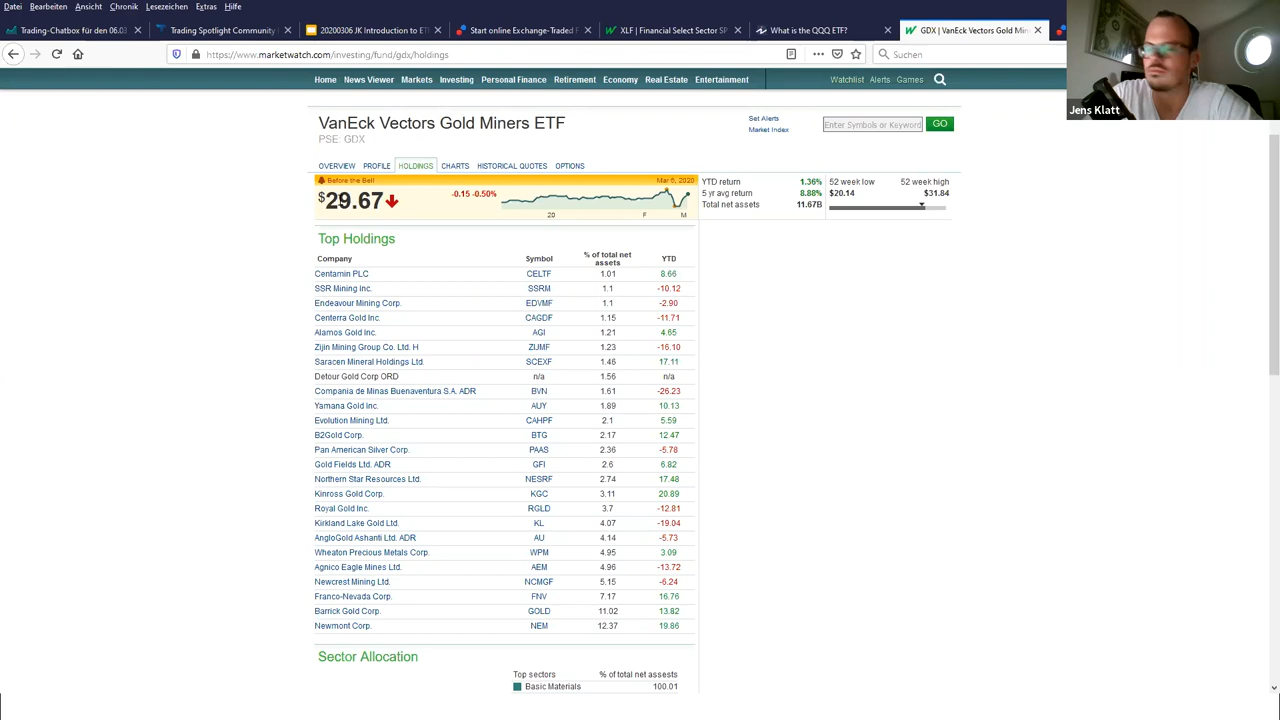 Datei Bearbeiten Ansicht Chronik Lesezeichen Extras Hilfe
Trading-Chatbox für den 06.03 Trading Spotlight Community 20200306 JK Introduction to ET Start online Exchange-Traded F XLF | Financial Select Sector SP What is the QQQ ETF? GDX | VanEck Vectors Gold Min
https://www.marketwatch.com/investing/fund/gdx/holdings Suchen
Home News Viewer Markets Investing Personal Finance Retirement Economy Real Estate Entertainment Watchlist Alerts Games
Jens Klatt
VanEck Vectors Gold Miners ETF
PSE: GDX
Set Alerts
Market Index
Enter Symbols or Keyword GO
OVERVIEW PROFILE HOLDINGS CHARTS HISTORICAL QUOTES OPTIONS
Before the Bell Mar 6, 2020
$29.67 -0.15 -0.50%
20 F M
YTD return 1.36%
5 yr avg return 8.88%
Total net assets 11.67B
52 week low 52 week high
$20.14 $31.84
Top Holdings
Company Symbol % of total net assets YTD
Centamin PLC CELTF 1.01 8.66
SSR Mining Inc. SSRM 1.1 -10.12
Endeavour Mining Corp. EDVMF 1.1 -2.90
Centerra Gold Inc. CAGDF 1.15 -11.71
Alamos Gold Inc. AGI 1.21 4.65
Zijin Mining Group Co. Ltd. H ZIJMF 1.23 -16.10
Saracen Mineral Holdings Ltd. SCEXF 1.46 17.11
Detour Gold Corp ORD n/a 1.56 n/a
Compania de Minas Buenaventura S.A. ADR BVN 1.61 -26.23
Yamana Gold Inc. AUY 1.89 10.13
Evolution Mining Ltd. CAHPF 2.1 5.59
B2Gold Corp. BTG 2.17 12.47
Pan American Silver Corp. PAAS 2.36 -5.78
Gold Fields Ltd. ADR GFI 2.6 6.82
Northern Star Resources Ltd. NESRF 2.74 17.48
Kinross Gold Corp. KGC 3.11 20.89
Royal Gold Inc. RGLD 3.7 -12.81
Kirkland Lake Gold Ltd. KL 4.07 -19.04
AngloGold Ashanti Ltd. ADR AU 4.14 -5.73
Wheaton Precious Metals Corp. WPM 4.95 3.09
Agnico Eagle Mines Ltd. AEM 4.96 -13.72
Newcrest Mining Ltd. NCMGF 5.15 -6.24
Franco-Nevada Corp. FNV 7.17 16.76
Barrick Gold Corp. GOLD 11.02 13.82
Newmont Corp. NEM 12.37 19.86
Sector Allocation
Top sectors % of total net assests
Basic Materials 100.01